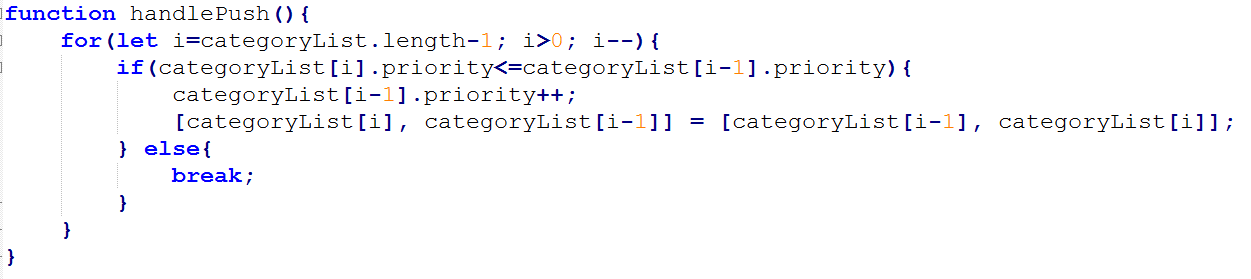 function handlePush(){
    for(let i=categoryList.length-1; i>0; i--){
        if(categoryList[i].priority<=categoryList[i-1].priority){
            categoryList[i-1].priority++;
            [categoryList[i], categoryList[i-1]] = [categoryList[i-1], categoryList[i]];
        } else{
            break;
        }
    }
}